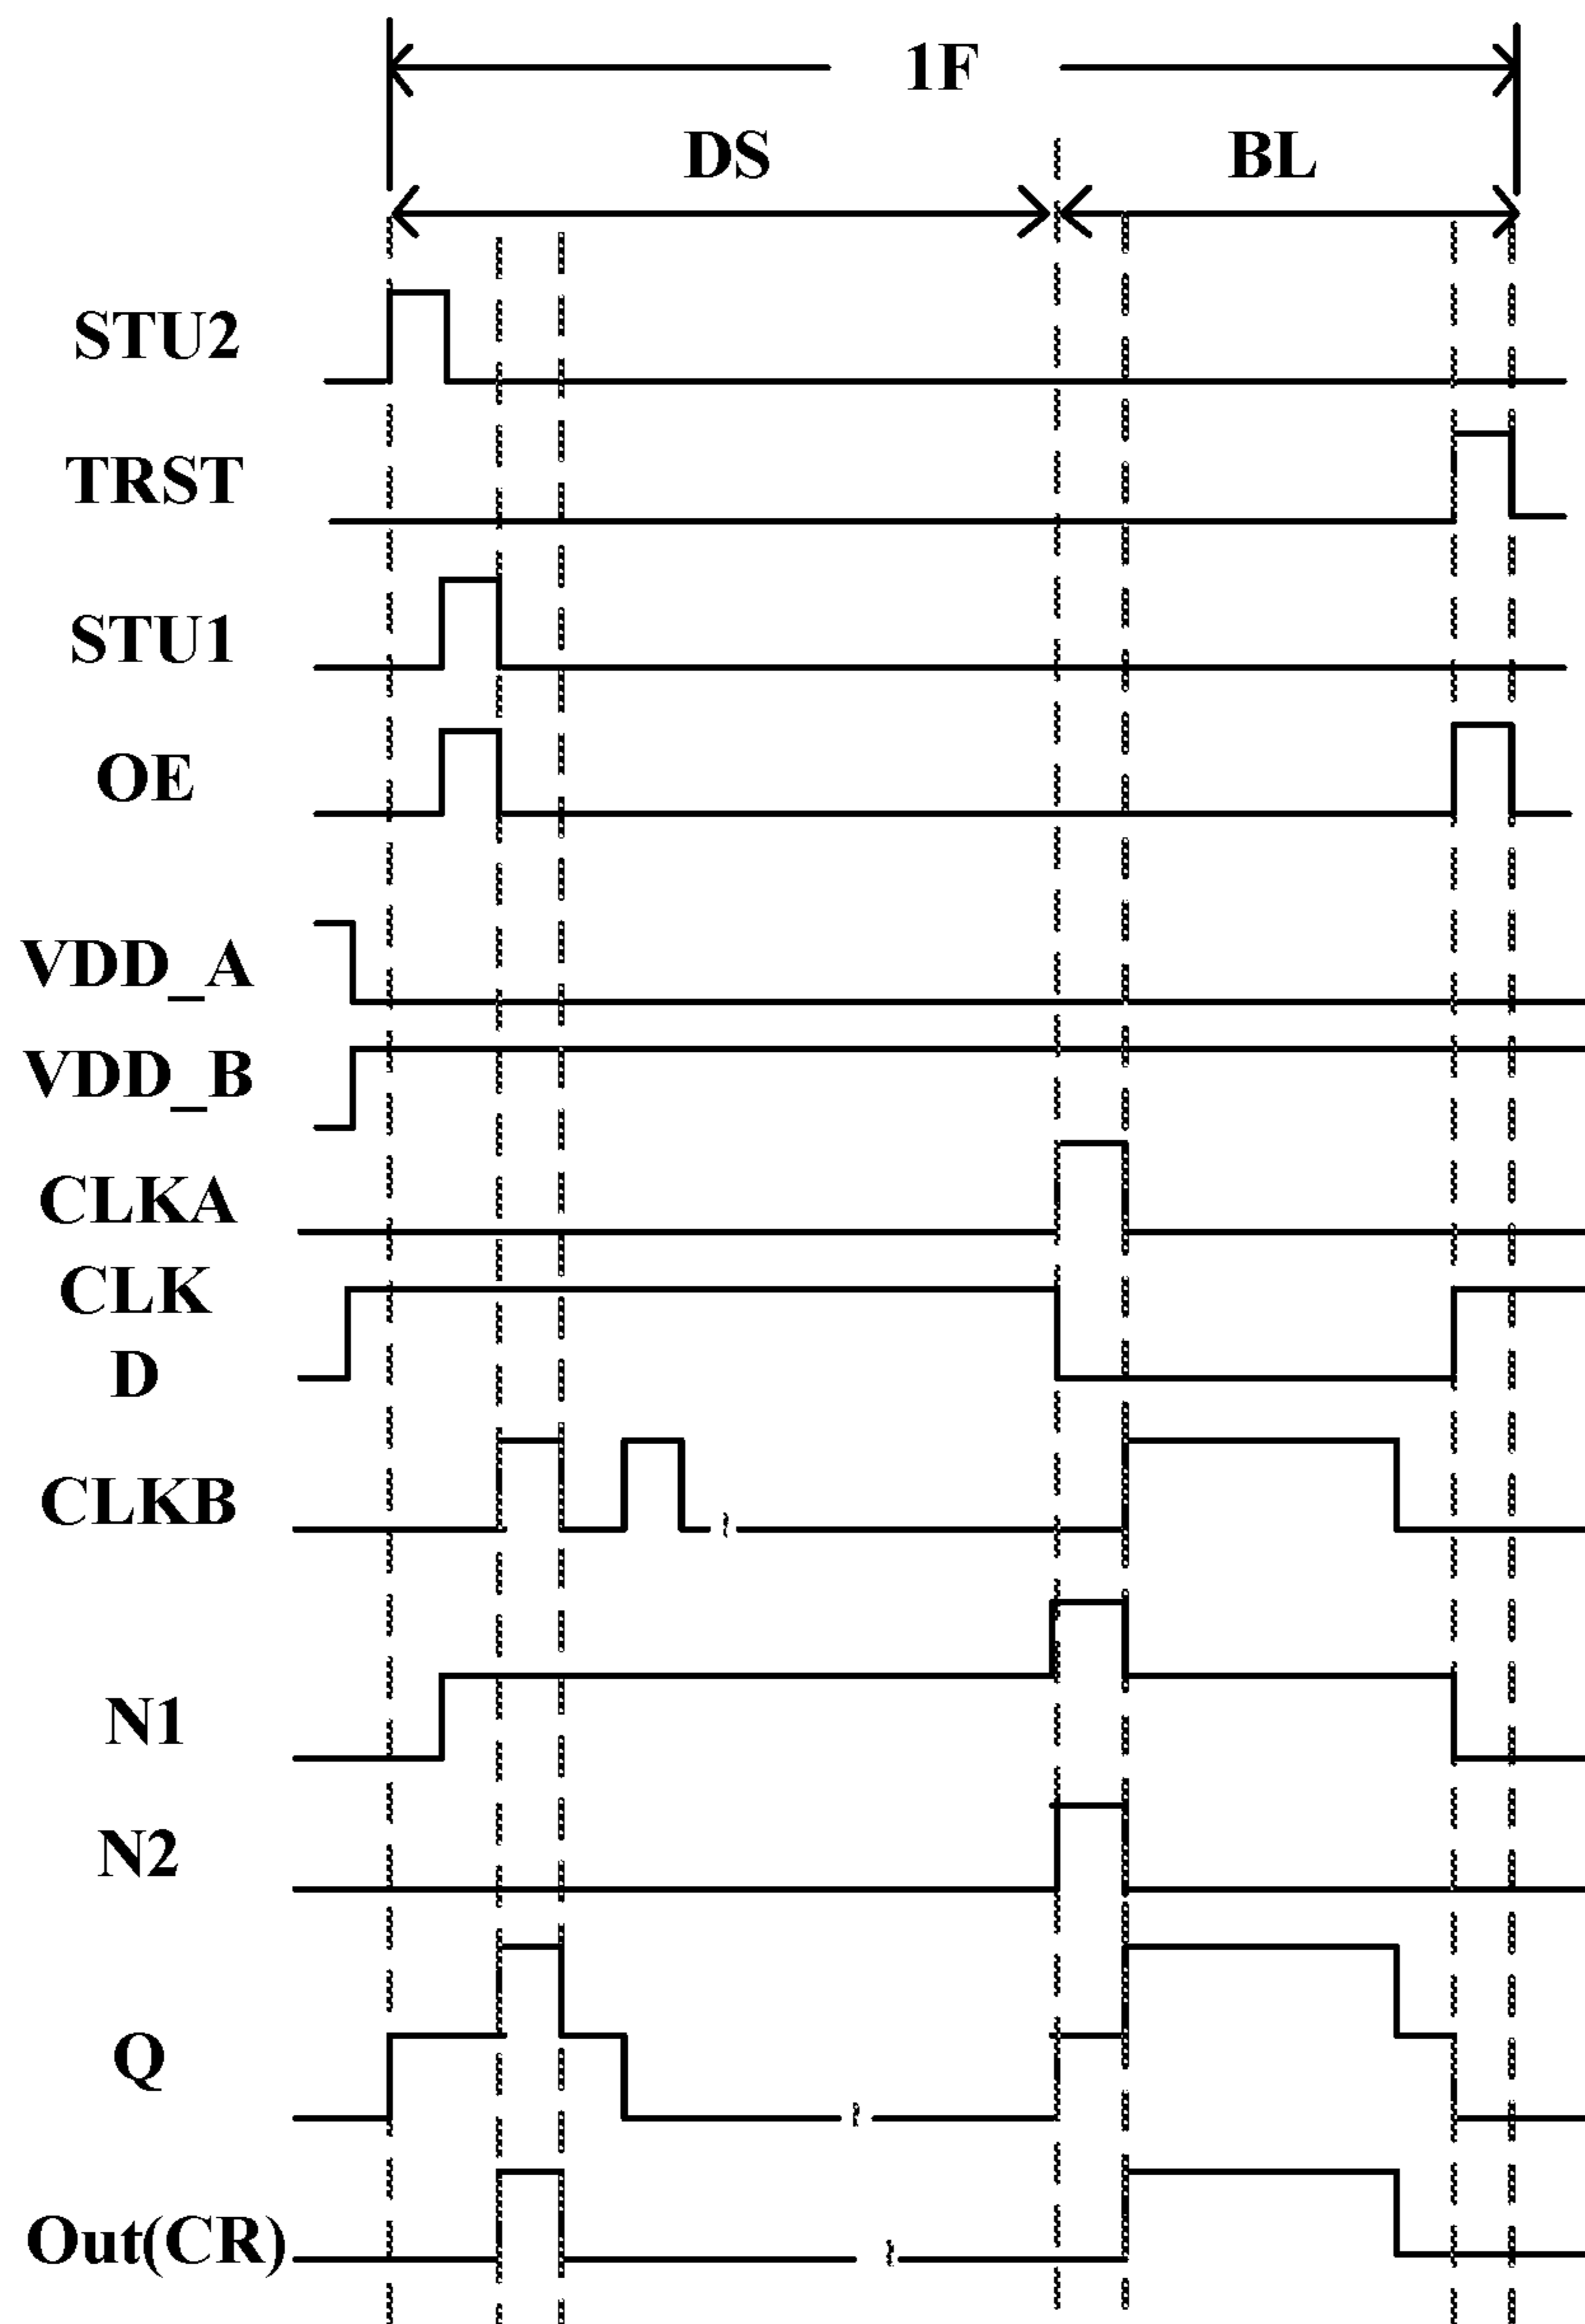 1F
DS BL
STU2
TRST
STU1
OE
VDD_A
VDD_B
CLKA
CLK
D
CLKB
N1
N2
Q
Out(CR)